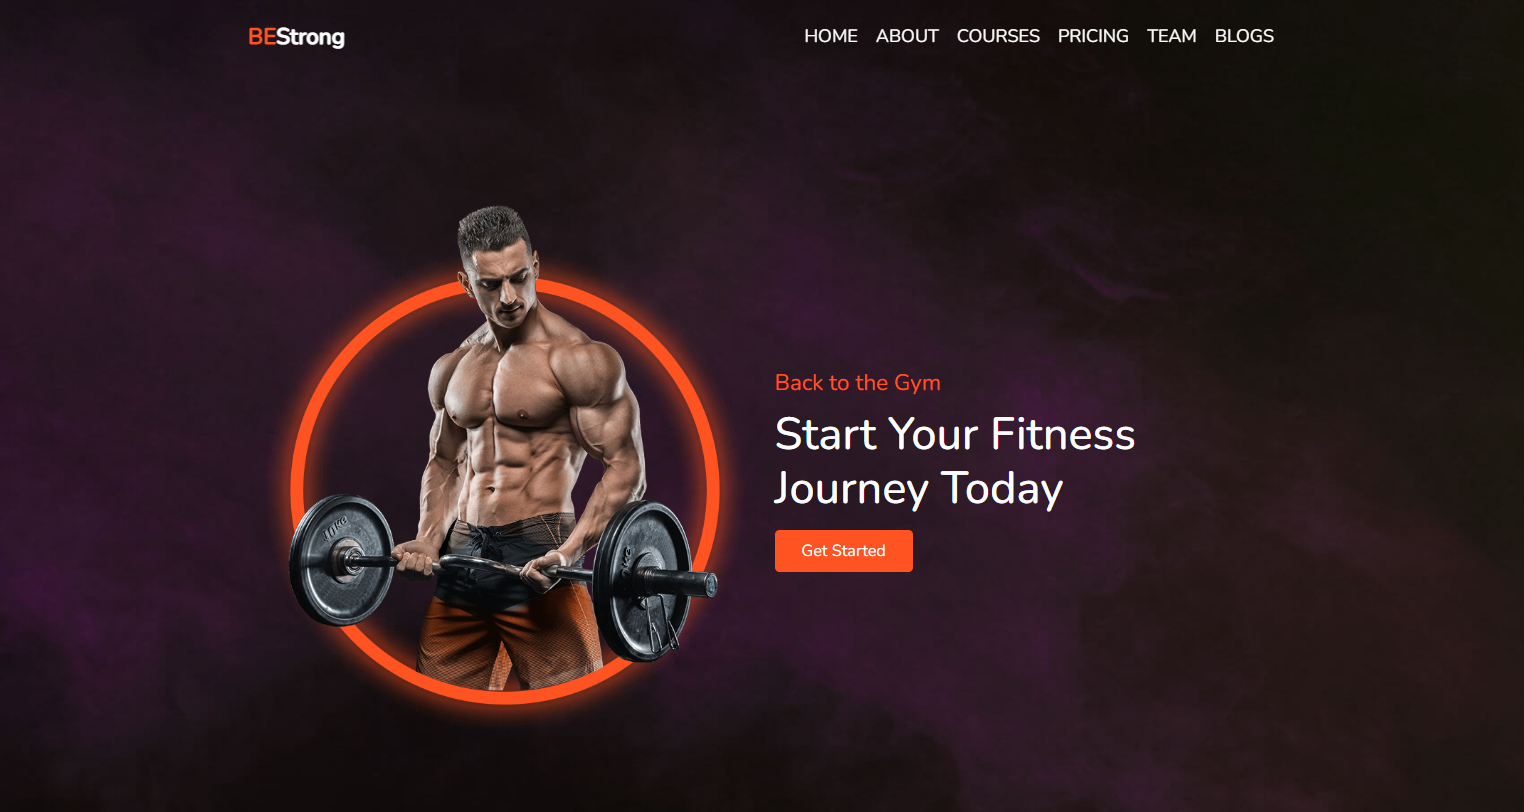 BEStrong
HOME ABOUT COURSES PRICING TEAM BLOGS
Back to the Gym
Start Your Fitness
Journey Today
Get Started
10KG